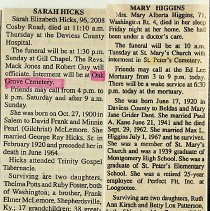 SARAH HICKS
Sarah Elizabeth Hicks, 96, 2008
Cosby Road, died at 11:10 a.m.
Thursday at the Daviess County
Hospital.
The funeral will be at 1:30 p.m.
Sunday at Gill Chapel. The Revs.
Mack Jones and Robert Guy will
officiate. Interment will be at Oak
Grove Cemetery.
Friends may call from 4 p.m. to
9 p.m. Saturday and after 9 a.m.
Sunday.
She was born Oct. 27, 1900 in
Salem to David Frank and Minnie
Pearl (Gilchrist) McLemore. She
married George Ray Hicks, Sr. in
February 1920 and preceded her in
death in June 1964.
Hicks attended Trinity Gospel
Tabernacle.
Surviving are two daughters,
Thelma Potts and Ruby Foster, both
of Washington; a brother, Frank
Elmer McLemore, Shepherdsville,
Ky.; 17 grandchildren; 38 great-
MARY HIGGINS
Mrs. Mary Alberta Higgins, 71,
Washington Rt. 4, died in her sleep
Friday night at her home. She had
been under a doctor's care.
The funeral will be at 10 a.m.
Tuesday at St. Mary's Church with
interment in St. Peter's Cemetery.
Friends may call at the Ed Lee
Mortuary from 3 to 9 p.m. today.
There will be a wake service at 6:30
p.m. today at the mortuary.
She was born June 17, 1920 in
Daviess County to Baldas and Mary
Jane Grider Duet. She married Paul
A. Kane June 21, 1941 and he died
Sept. 29, 1962. She married Max L.
Higgins July 1, 1967 and he survives.
She was a member of St. Mary's
Church and was a 1939 graduate of
Montgomery High School. She was a
graduate of St. Peter's Elementary
School. She was a retired 25-year
employee of Perfect Fit, Inc. of
Loogootee.
Surviving are two daughters, Ruth
Ann Kirsch and Betty Lou Patterson